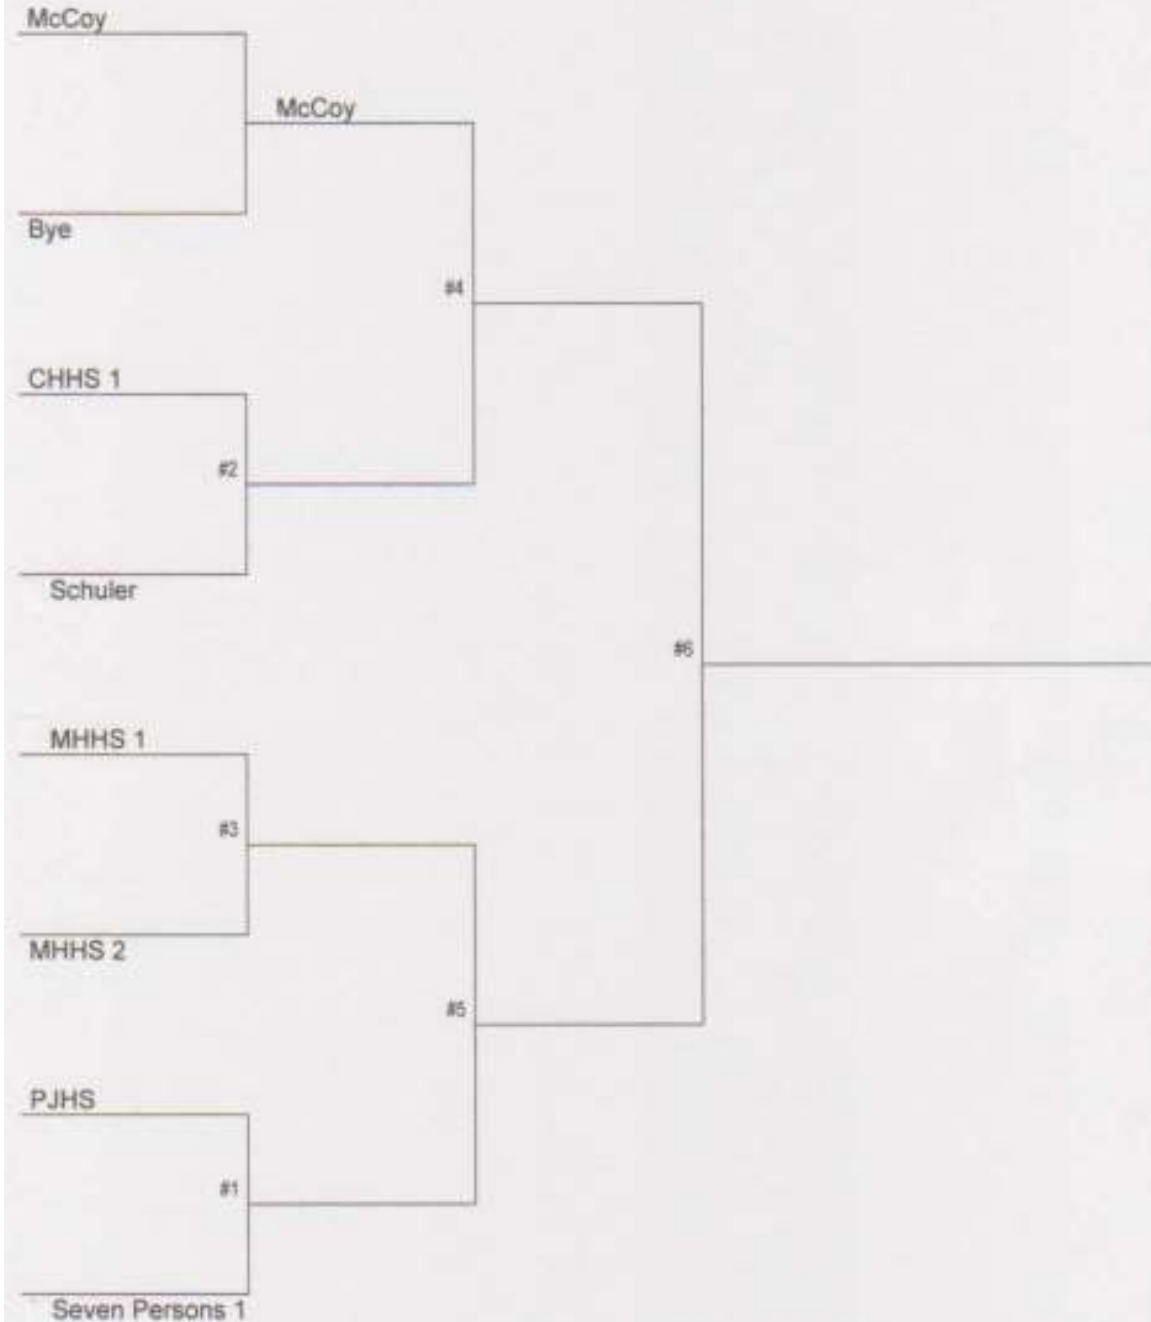 McCoy
McCoy
Bye
#4
CHHS 1
#2
Schuler
#6
MHHS 1
#3
MHHS 2
#5
PJHS
#1
Seven Persons 1